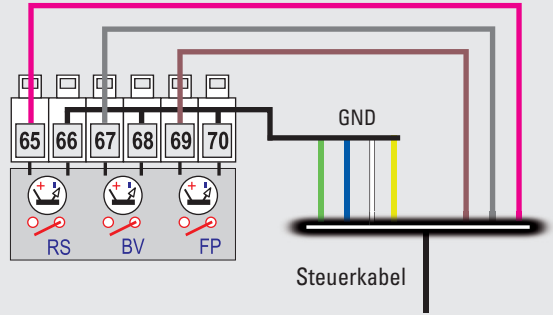 GND
65 66 67 68 69 70
+ + +
RS BV FP
Steuerkabel